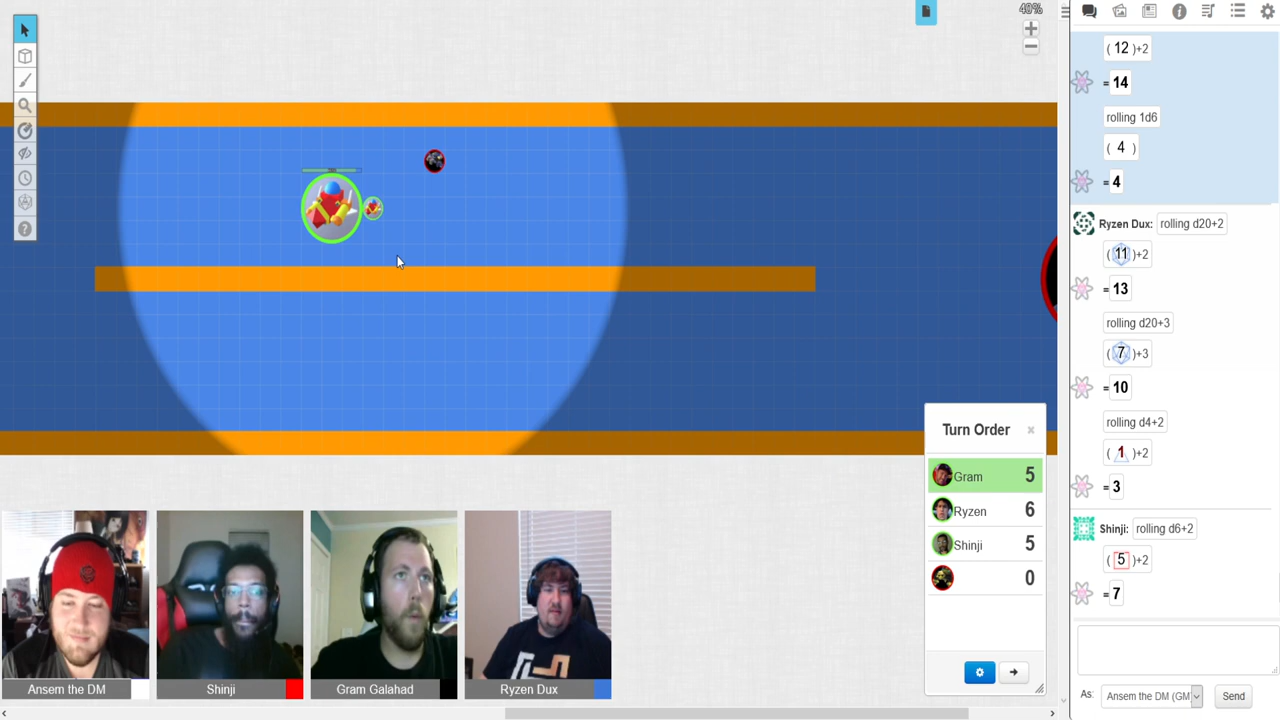 40%
Turn Order ×
Gram 5
Ryzen 6
Shinji 5
0
Ansem the DM
Shinji
Gram Galahad
Ryzen Dux
( 12 )+2
= 14
rolling 1d6
( 4 )
= 4
Ryzen Dux: rolling d20+2
( 11 )+2
= 13
rolling d20+3
( 7 )+3
= 10
rolling d4+2
( 1 )+2
= 3
Shinji: rolling d6+2
( 5 )+2
= 7
As: Ansem the DM (GM Send